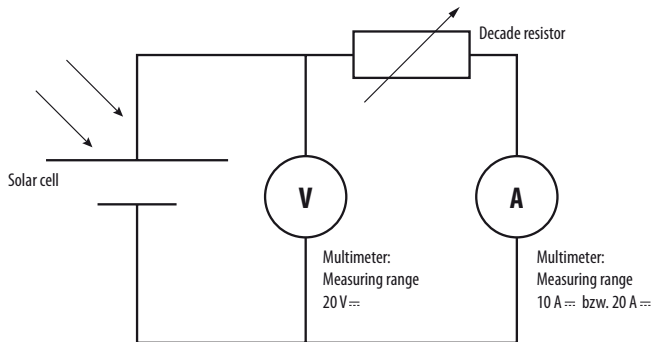 Decade resistor
Solar cell
V
A
Multimeter:
Measuring range
20 V⎓
Multimeter:
Measuring range
10 A⎓ bzw. 20 A⎓